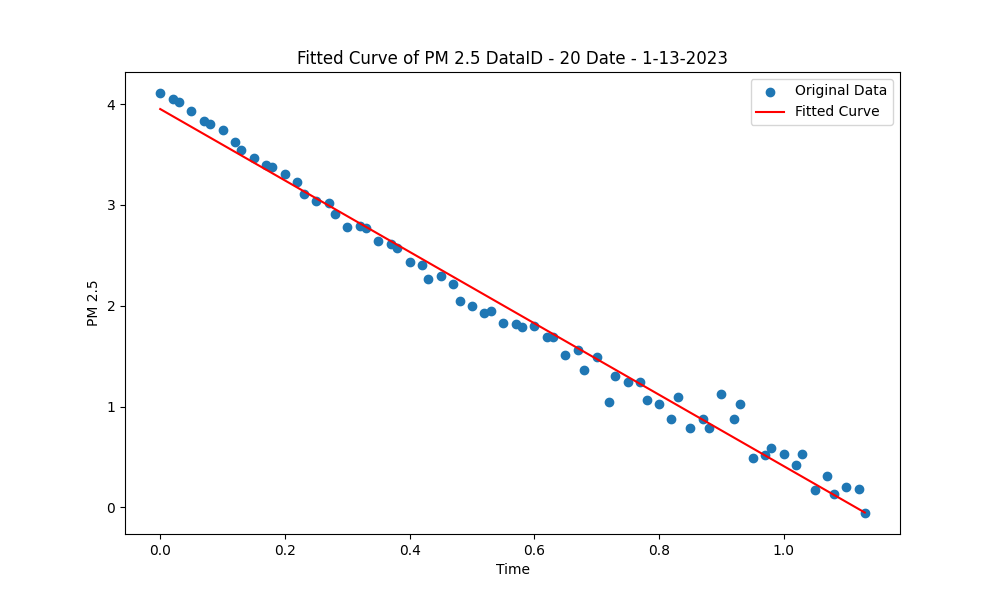 Fitted Curve of PM 2.5 DataID - 20 Date - 1-13-2023
Original Data
Fitted Curve
PM 2.5
4
3
2
1
0
0.0 0.2 0.4 0.6 0.8 1.0
Time